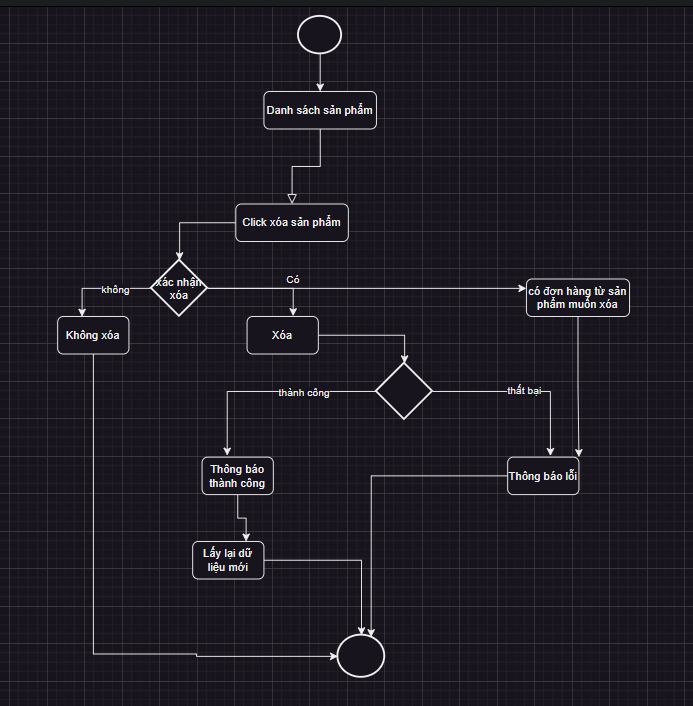 Danh sách sản phẩm
Click xóa sản phẩm
xác nhận
xóa
không
Có
có đơn hàng từ sản
phẩm muốn xóa
Không xóa
Xóa
thành công
thất bại
Thông báo
thành công
Thông báo lỗi
Lấy lại dữ
liệu mới